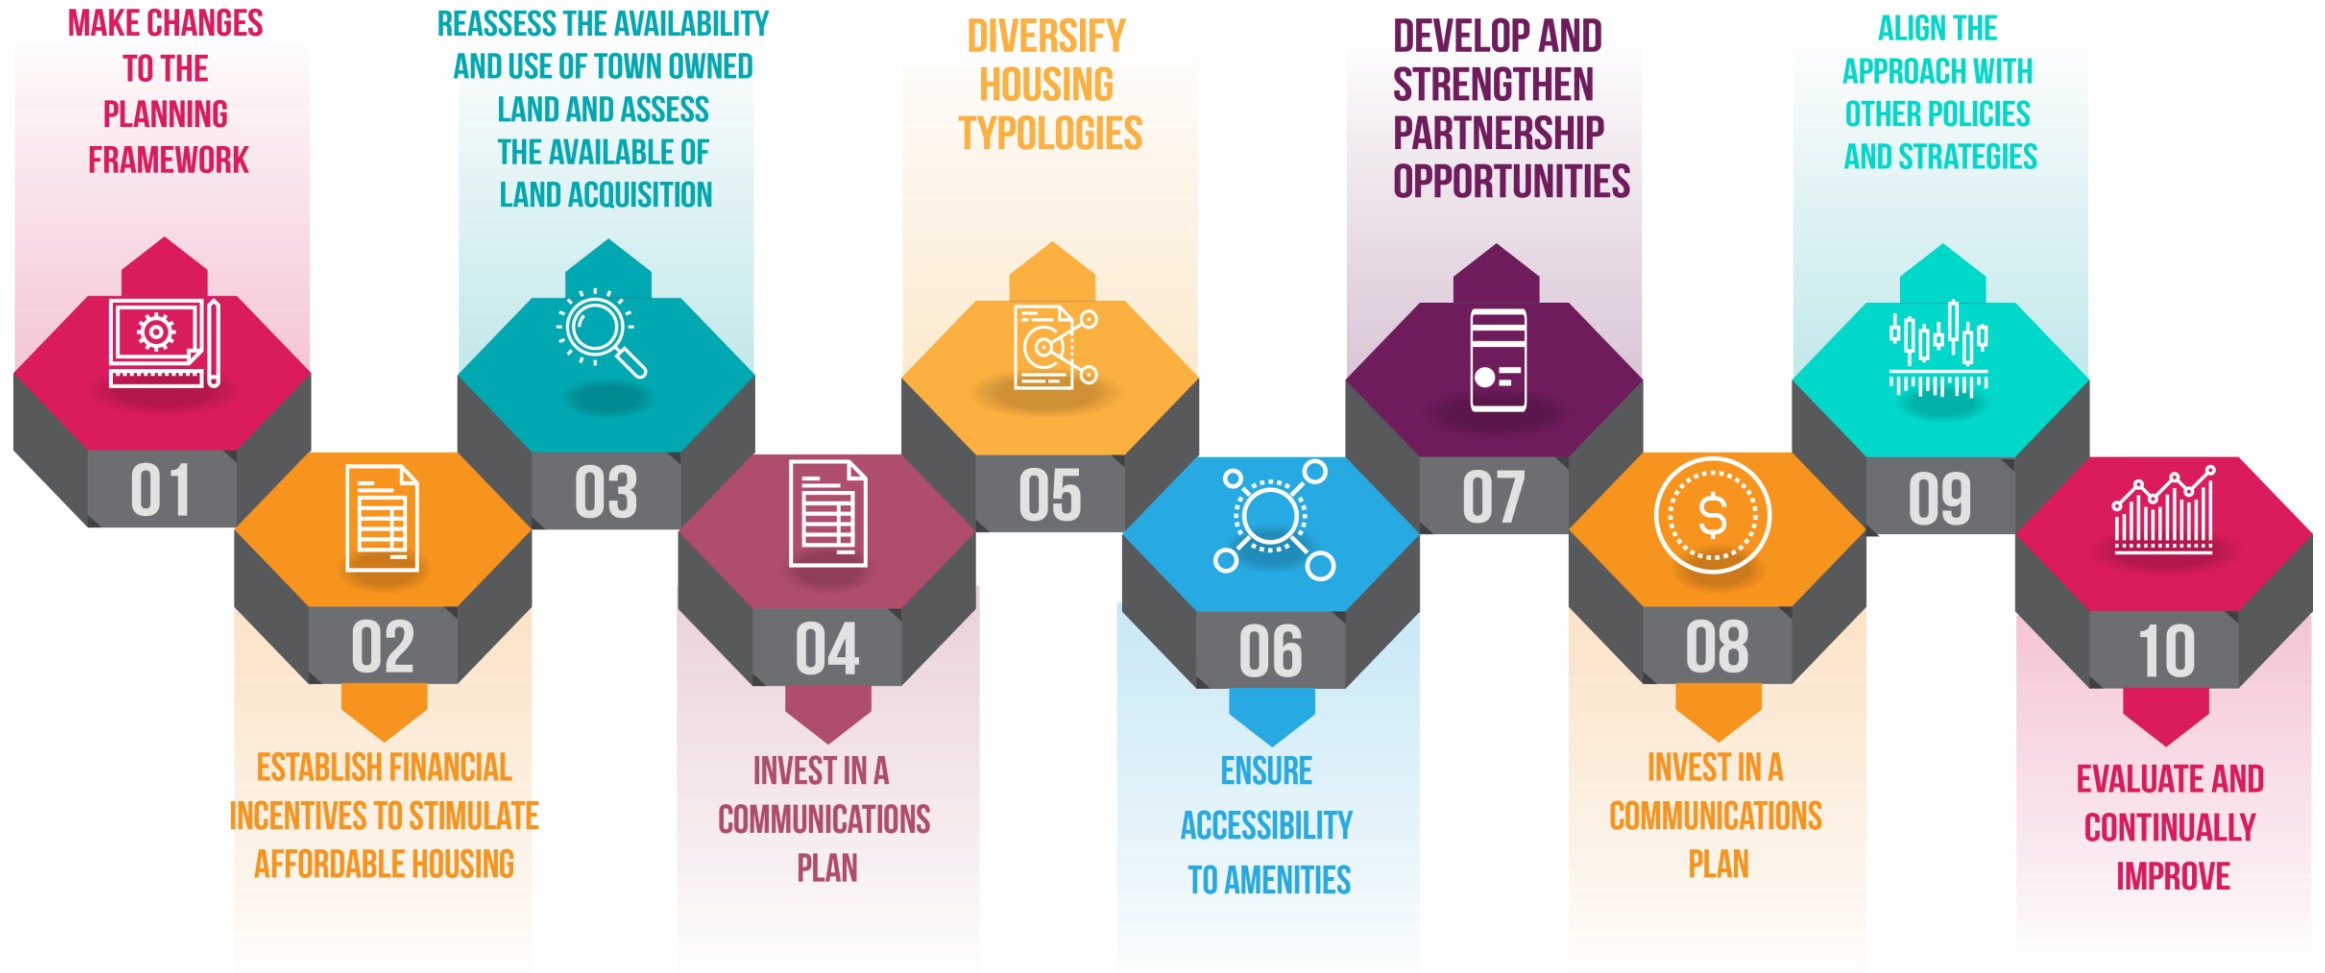 MAKE CHANGES
TO THE
PLANNING
FRAMEWORK
01
ESTABLISH FINANCIAL
INCENTIVES TO STIMULATE
AFFORDABLE HOUSING
02
REASSESS THE AVAILABILITY
AND USE OF TOWN OWNED
LAND AND ASSESS
THE AVAILABLE OF
LAND ACQUISITION
03
INVEST IN A
COMMUNICATIONS
PLAN
04
DIVERSIFY
HOUSING
TYPOLOGIES
05
ENSURE
ACCESSIBILITY
TO AMENITIES
06
DEVELOP AND
STRENGTHEN
PARTNERSHIP
OPPORTUNITIES
07
$
08
INVEST IN A
COMMUNICATIONS
PLAN
ALIGN THE
APPROACH WITH
OTHER POLICIES
AND STRATEGIES
09
10
EVALUATE AND
CONTINUALLY
IMPROVE